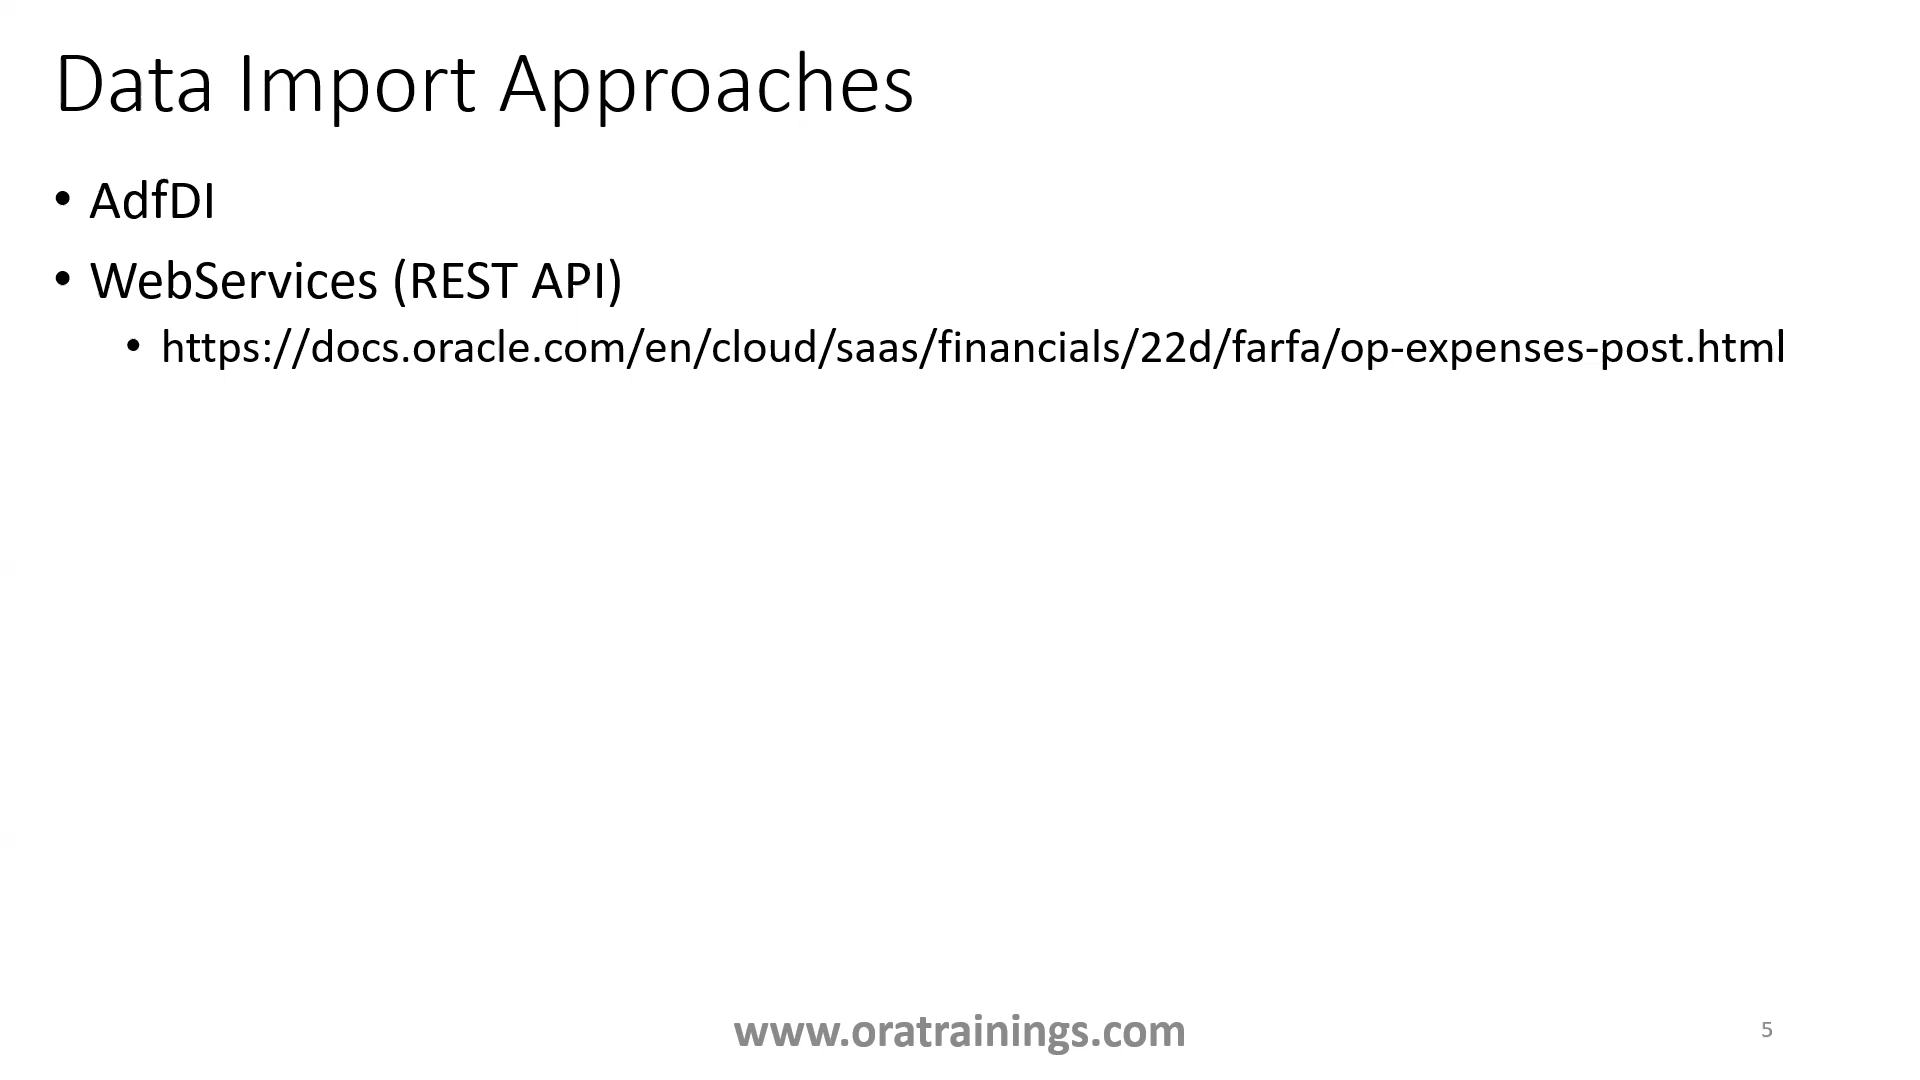 Data Import Approaches
• AdfDI
• WebServices (REST API)
• https://docs.oracle.com/en/cloud/saas/financials/22d/farfa/op-expenses-post.html
www.oratrainings.com
5